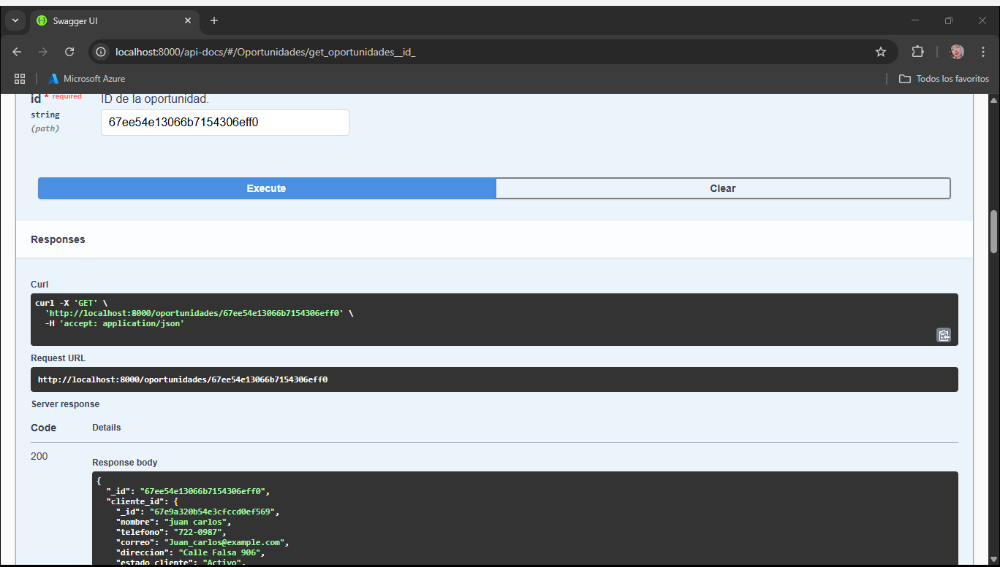 Swagger UI
localhost:8000/api-docs/#/Oportunidades/get_oportunidades__id_
Microsoft Azure
Todos los favoritos
id * required
ID de la oportunidad.
string
(path)
67ee54e13066b7154306eff0
Execute
Clear
Responses
Curl
curl -X 'GET' \
'http://localhost:8000/oportunidades/67ee54e13066b7154306eff0' \
-H 'accept: application/json'
Request URL
http://localhost:8000/oportunidades/67ee54e13066b7154306eff0
Server response
Code
Details
200
Response body
{
"_id": "67ee54e13066b7154306eff0",
"cliente_id": {
"_id": "67e9a320b54e3cfccd0ef569",
"nombre": "juan carlos",
"telefono": "722-0987",
"correo": "Juan_carlos@example.com",
"direccion": "Calle Falsa 906",
"estado_cliente": "Activo",